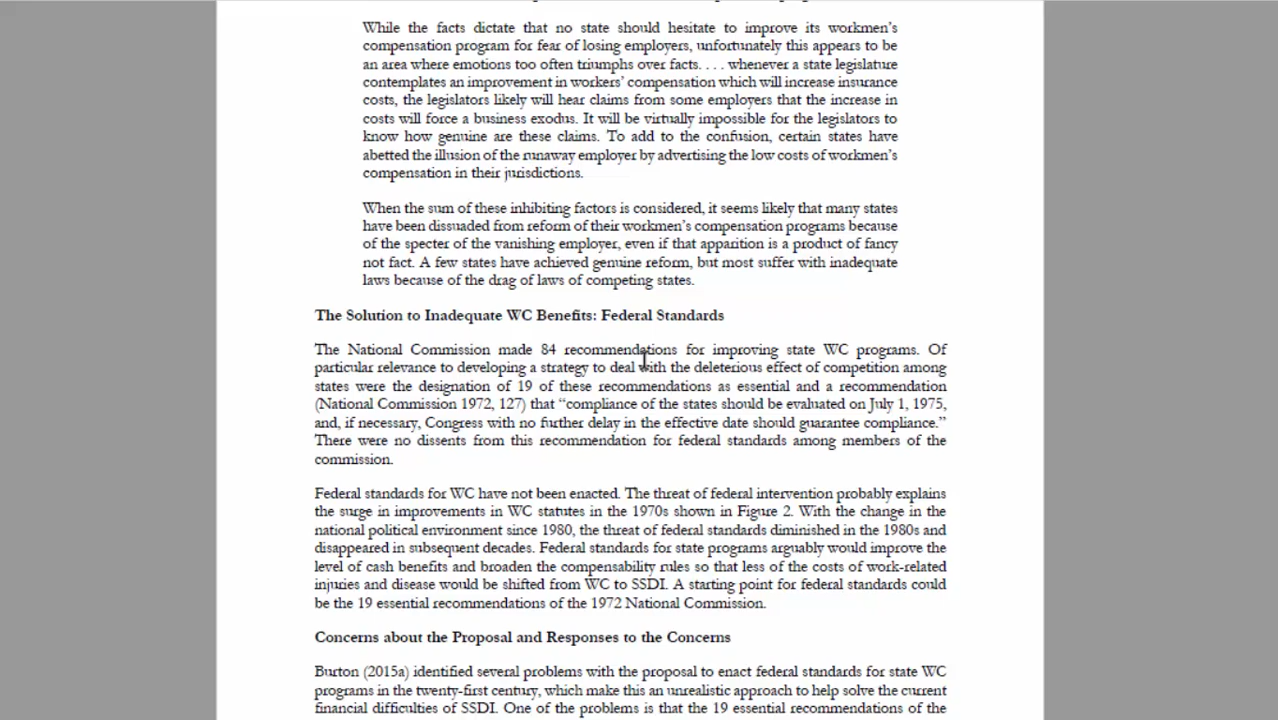 While the facts dictate that no state should hesitate to improve its workmen's
compensation program for fear of losing employers, unfortunately this appears to be
an area where emotions too often triumphs over facts. . . . whenever a state legislature
contemplates an improvement in workers' compensation which will increase insurance
costs, the legislators likely will hear claims from some employers that the increase in
costs will force a business exodus. It will be virtually impossible for the legislators to
know how genuine are these claims. To add to the confusion, certain states have
abetted the illusion of the runaway employer by advertising the low costs of workmen's
compensation in their jurisdictions.
When the sum of these inhibiting factors is considered, it seems likely that many states
have been dissuaded from reform of their workmen's compensation programs because
of the specter of the vanishing employer, even if that apparition is a product of fancy
not fact. A few states have achieved genuine reform, but most suffer with inadequate
laws because of the drag of laws of competing states.
The Solution to Inadequate WC Benefits: Federal Standards
The National Commission made 84 recommendations for improving state WC programs. Of
particular relevance to developing a strategy to deal with the deleterious effect of competition among
states were the designation of 19 of these recommendations as essential and a recommendation
(National Commission 1972, 127) that “compliance of the states should be evaluated on July 1, 1975,
and, if necessary, Congress with no further delay in the effective date should guarantee compliance.”
There were no dissents from this recommendation for federal standards among members of the
commission.
Federal standards for WC have not been enacted. The threat of federal intervention probably explains
the surge in improvements in WC statutes in the 1970s shown in Figure 2. With the change in the
national political environment since 1980, the threat of federal standards diminished in the 1980s and
disappeared in subsequent decades. Federal standards for state programs arguably would improve the
level of cash benefits and broaden the compensability rules so that less of the costs of work-related
injuries and disease would be shifted from WC to SSDI. A starting point for federal standards could
be the 19 essential recommendations of the 1972 National Commission.
Concerns about the Proposal and Responses to the Concerns
Burton (2015a) identified several problems with the proposal to enact federal standards for state WC
programs in the twenty-first century, which make this an unrealistic approach to help solve the current
financial difficulties of SSDI. One of the problems is that the 19 essential recommendations of the